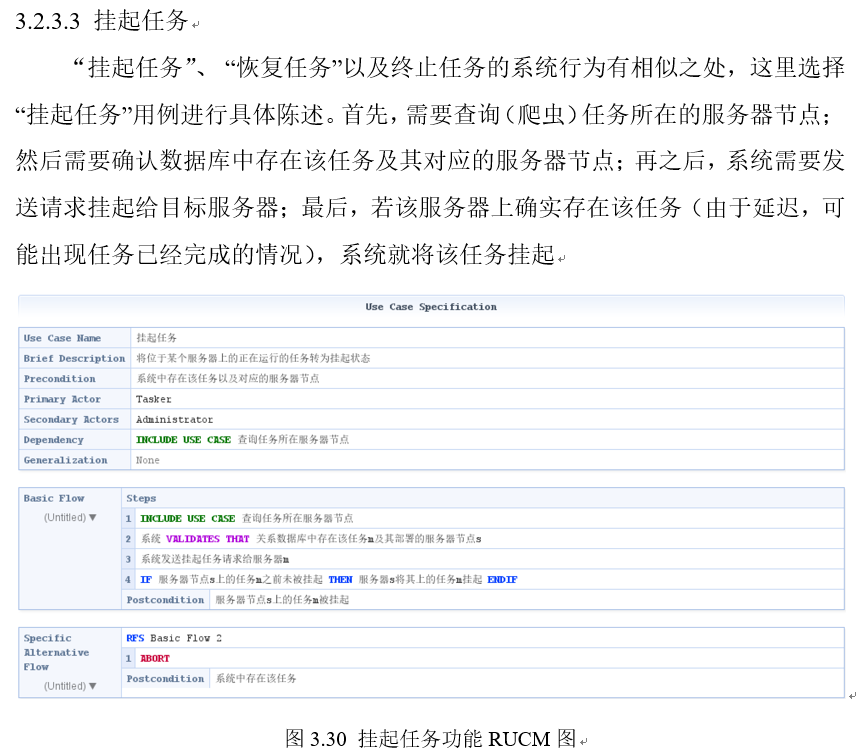 3.2.3.3 挂起任务
“挂起任务”、“恢复任务”以及终止任务的系统行为有相似之处，这里选择
“挂起任务”用例进行具体陈述。首先，需要查询（爬虫）任务所在的服务器节点；
然后需要确认数据库中存在该任务及其对应的服务器节点；再之后，系统需要发
送请求挂起给目标服务器；最后，若该服务器上确实存在该任务（由于延迟，可
能出现任务已经完成的情况），系统就将该任务挂起
Use Case Specification
Use Case Name 挂起任务
Brief Description 将位于某个服务器上的正在运行的任务转为挂起状态
Precondition 系统中存在该任务以及对应的服务器节点
Primary Actor Tasker
Secondary Actors Administrator
Dependency INCLUDE USE CASE 查询任务所在服务器节点
Generalization None
Basic Flow Steps
(Untitled) ▼
1 INCLUDE USE CASE 查询任务所在服务器节点
2 系统 VALIDATES THAT 关系数据库中存在该任务m及其部署的服务器节点s
3 系统发送挂起任务请求给服务器m
4 IF 服务器节点s上的任务m之前未被挂起 THEN 服务器s将其上的任务m挂起 ENDIF
Postcondition 服务器节点s上的任务m被挂起
Specific
Alternative
Flow
(Untitled) ▼
RFS Basic Flow 2
1 ABORT
Postcondition 系统中存在该任务
图 3.30 挂起任务功能 RUCM 图